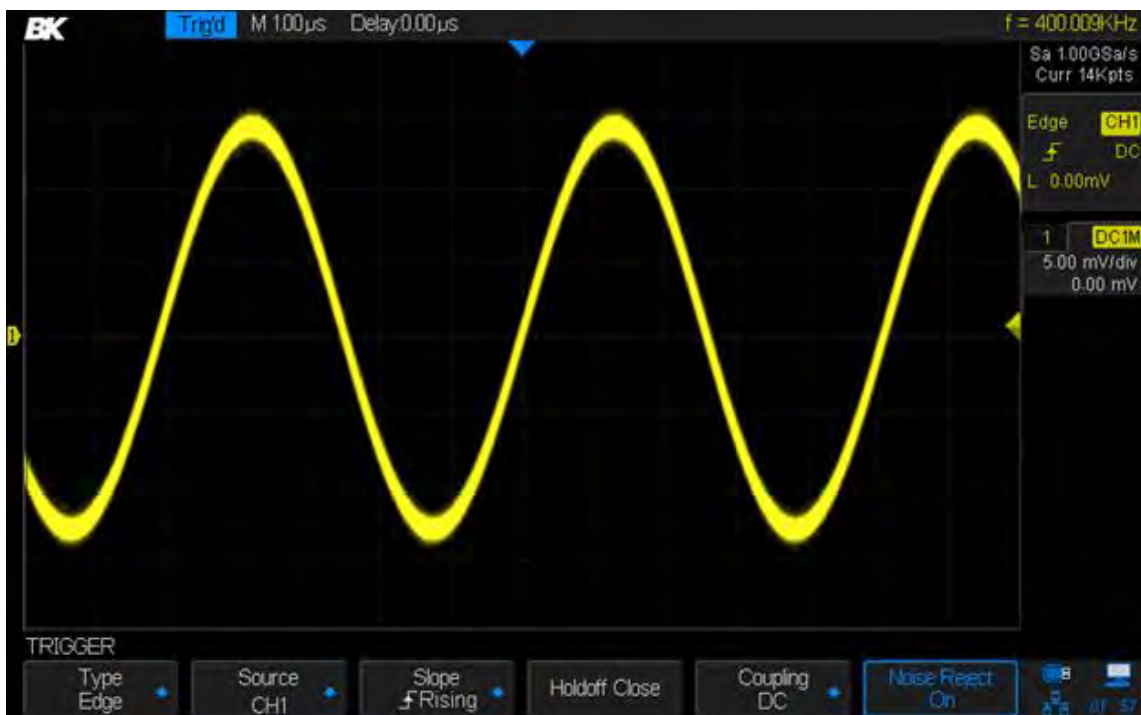 BK Trig'd M 1.00µs Delay:0.00µs f = 400.009KHz
Sa 1.00GSa/s
Curr 14Kpts
Edge CH1
DC
L 0.00mV
1 DC1M
5.00 mV/div
0.00 mV
1
TRIGGER
Type
Edge
Source
CH1
Slope
Rising
Holdoff Close
Coupling
DC
Noise Reject
On